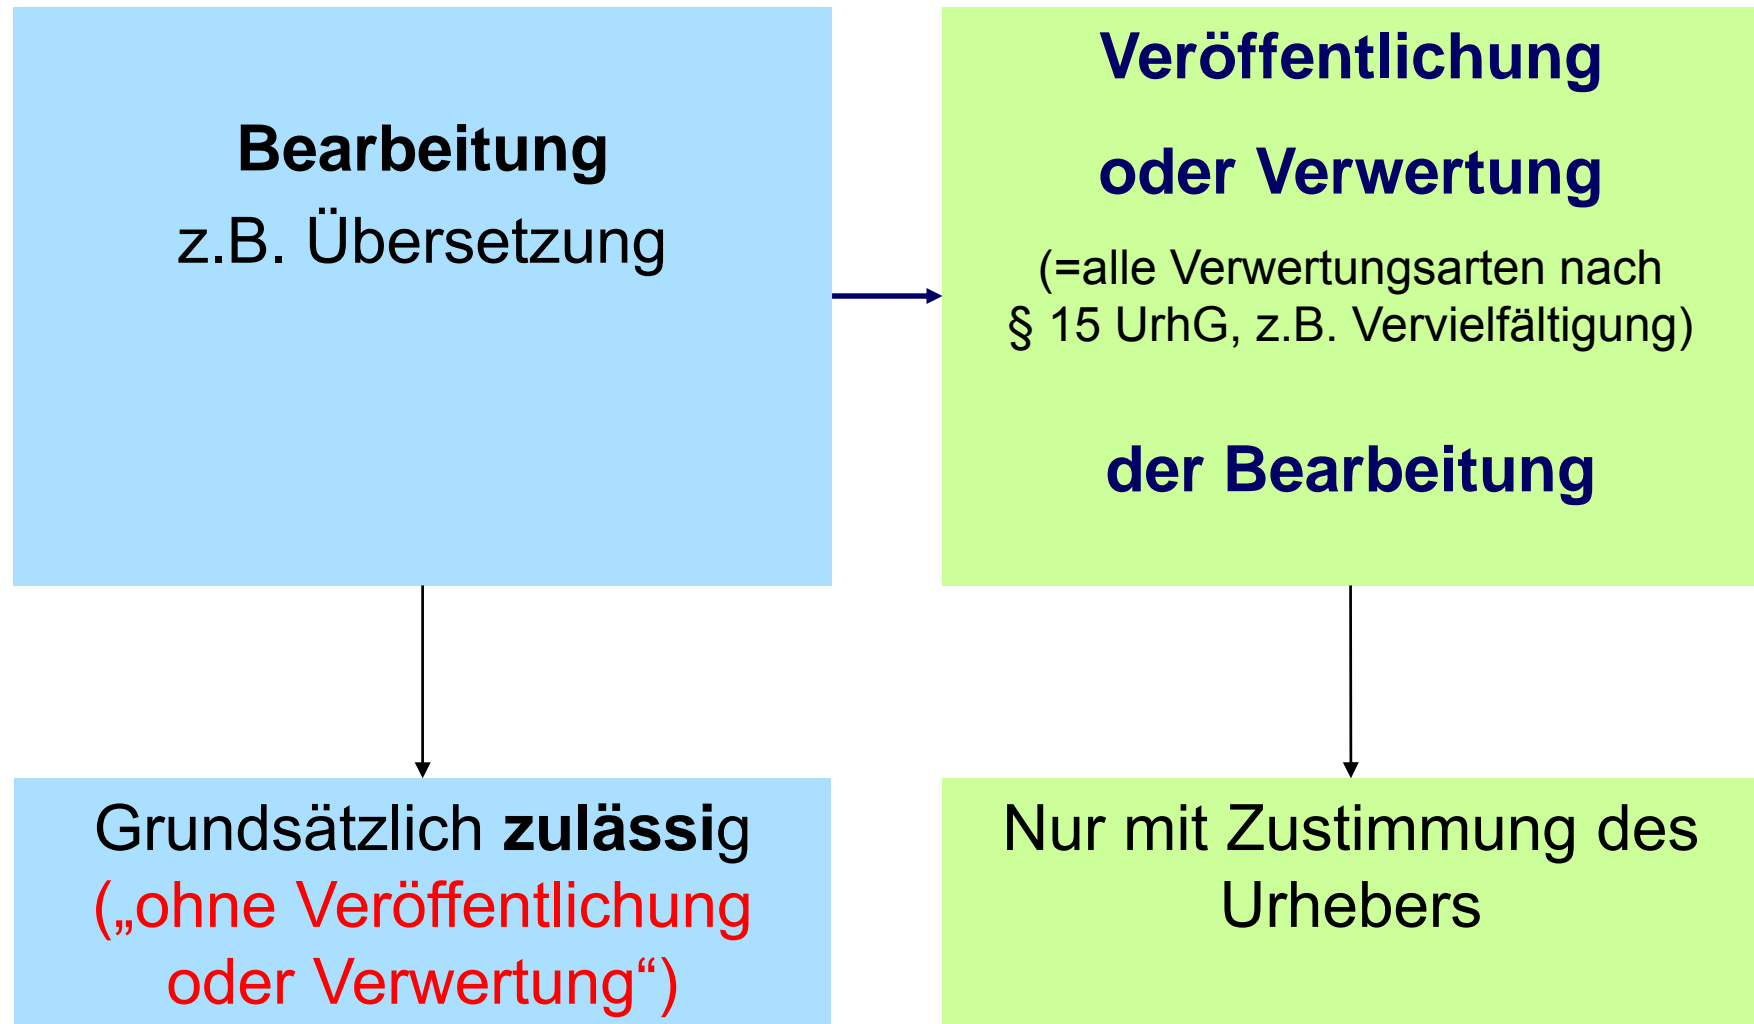 Bearbeitung
z.B. Übersetzung
Veröffentlichung
oder Verwertung
(=alle Verwertungsarten nach
§ 15 UrhG, z.B. Vervielfältigung)
der Bearbeitung
Grundsätzlich zulässig
(„ohne Veröffentlichung
oder Verwertung“)
Nur mit Zustimmung des
Urhebers